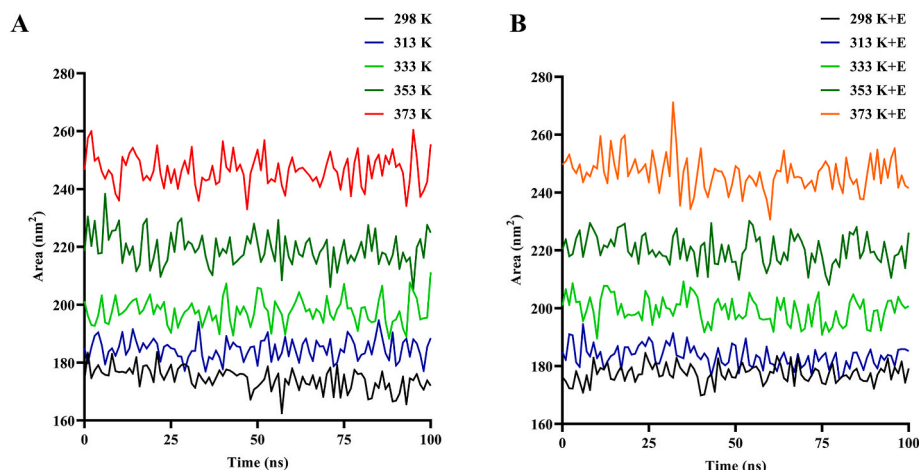 A
298 K
313 K
333 K
353 K
373 K
280
260
240
220
200
180
160
Area (nm²)
0
25
50
75
100
Time (ns)
B
298 K+E
313 K+E
333 K+E
353 K+E
373 K+E
280
260
240
220
200
180
160
Area (nm²)
0
25
50
75
100
Time (ns)